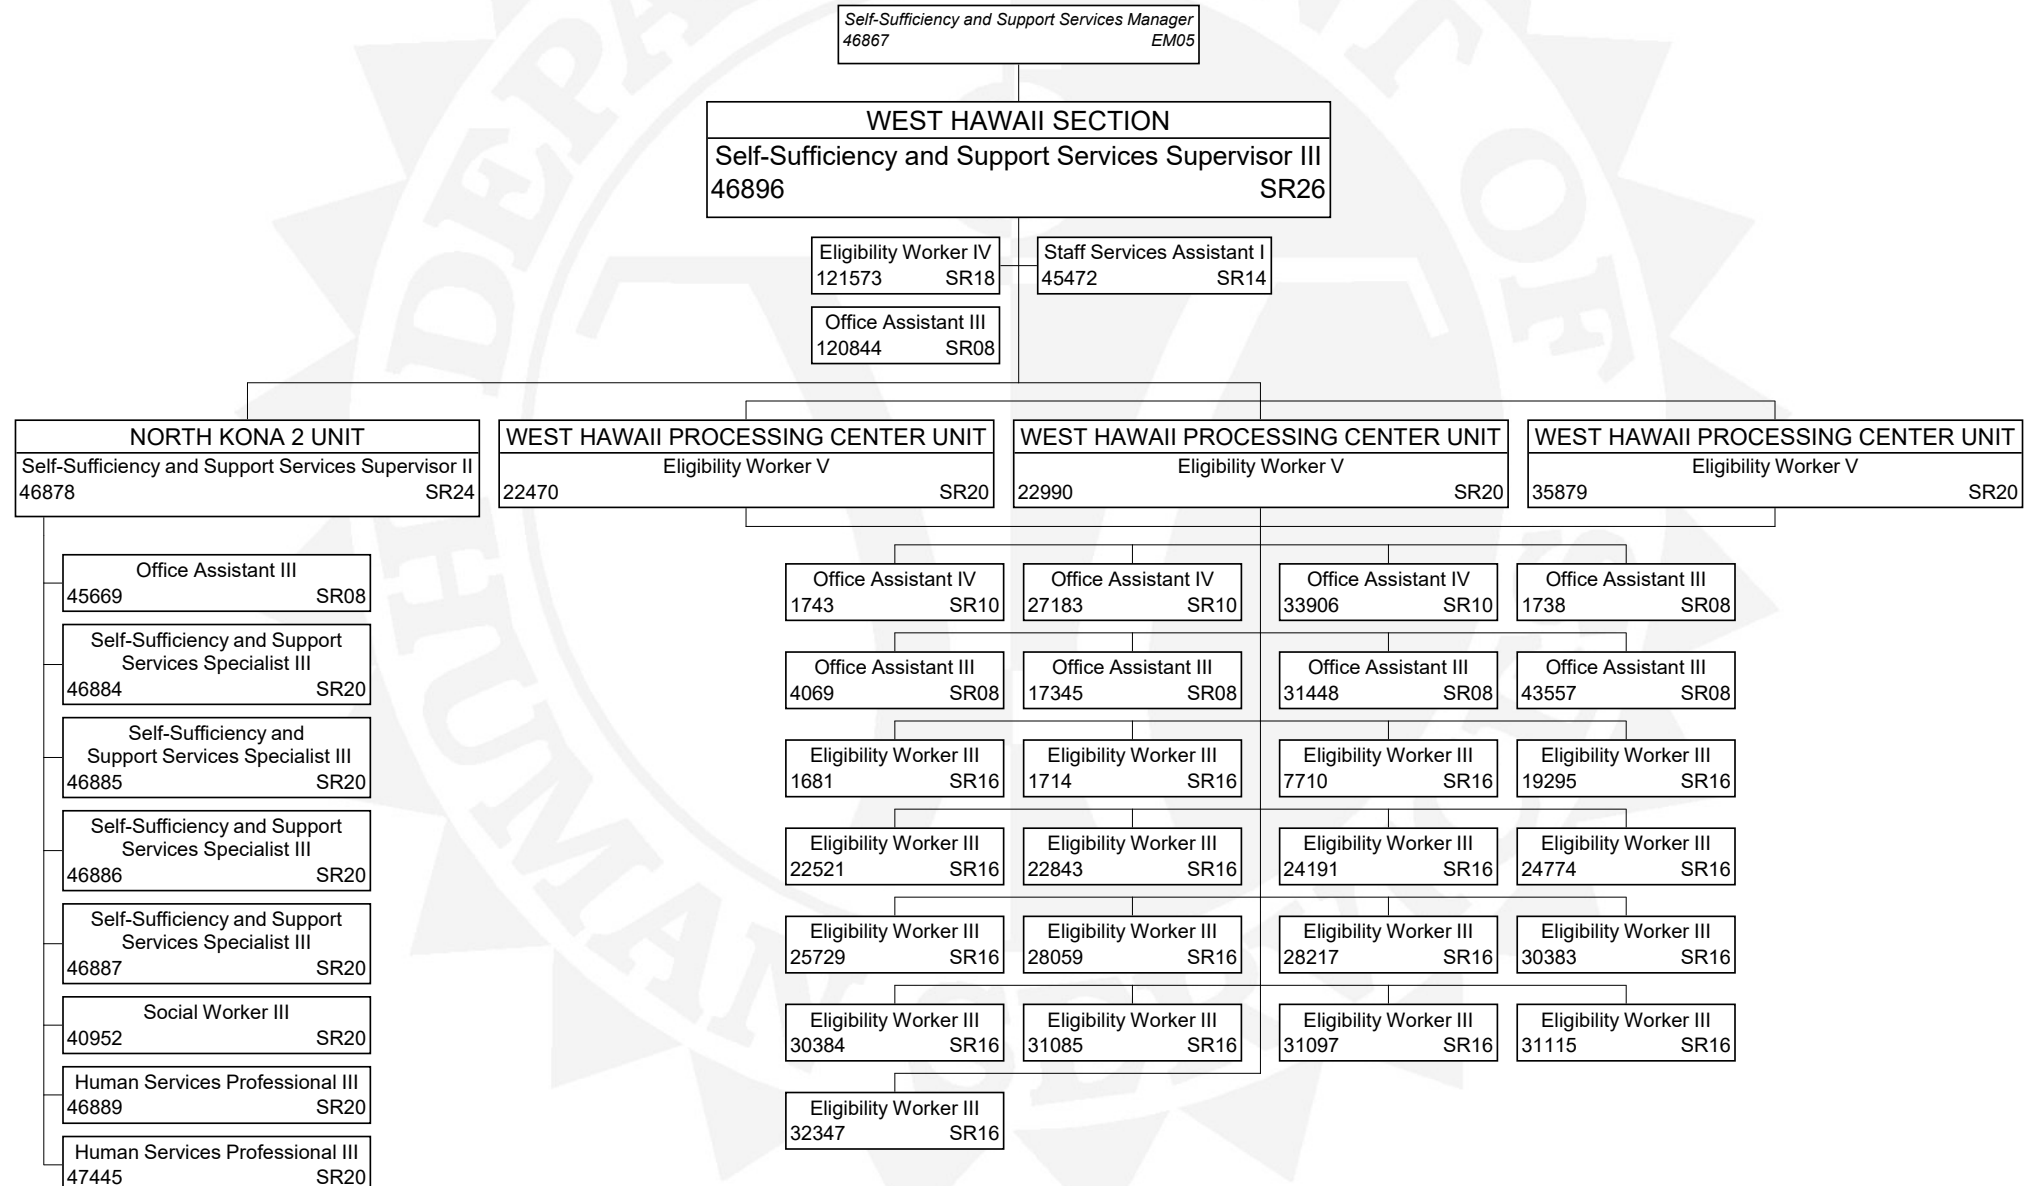 Self-Sufficiency and Support Services Manager
46867 EM05
WEST HAWAII SECTION
Self-Sufficiency and Support Services Supervisor III
46896 SR26
Eligibility Worker IV
121573 SR18
Staff Services Assistant I
45472 SR14
Office Assistant III
120844 SR08
NORTH KONA 2 UNIT
Self-Sufficiency and Support Services Supervisor II
46878 SR24
WEST HAWAII PROCESSING CENTER UNIT
Eligibility Worker V
22470 SR20
WEST HAWAII PROCESSING CENTER UNIT
Eligibility Worker V
22990 SR20
WEST HAWAII PROCESSING CENTER UNIT
Eligibility Worker V
35879 SR20
Office Assistant III
45669 SR08
Self-Sufficiency and Support
Services Specialist III
46884 SR20
Self-Sufficiency and
Support Services Specialist III
46885 SR20
Self-Sufficiency and Support
Services Specialist III
46886 SR20
Self-Sufficiency and Support
Services Specialist III
46887 SR20
Social Worker III
40952 SR20
Human Services Professional III
46889 SR20
Human Services Professional III
47445 SR20
Office Assistant IV
1743 SR10
Office Assistant IV
27183 SR10
Office Assistant IV
33906 SR10
Office Assistant III
1738 SR08
Office Assistant III
4069 SR08
Office Assistant III
17345 SR08
Office Assistant III
31448 SR08
Office Assistant III
43557 SR08
Eligibility Worker III
1681 SR16
Eligibility Worker III
1714 SR16
Eligibility Worker III
7710 SR16
Eligibility Worker III
19295 SR16
Eligibility Worker III
22521 SR16
Eligibility Worker III
22843 SR16
Eligibility Worker III
24191 SR16
Eligibility Worker III
24774 SR16
Eligibility Worker III
25729 SR16
Eligibility Worker III
28059 SR16
Eligibility Worker III
28217 SR16
Eligibility Worker III
30383 SR16
Eligibility Worker III
30384 SR16
Eligibility Worker III
31085 SR16
Eligibility Worker III
31097 SR16
Eligibility Worker III
31115 SR16
Eligibility Worker III
32347 SR16
HUMAN SERVICES